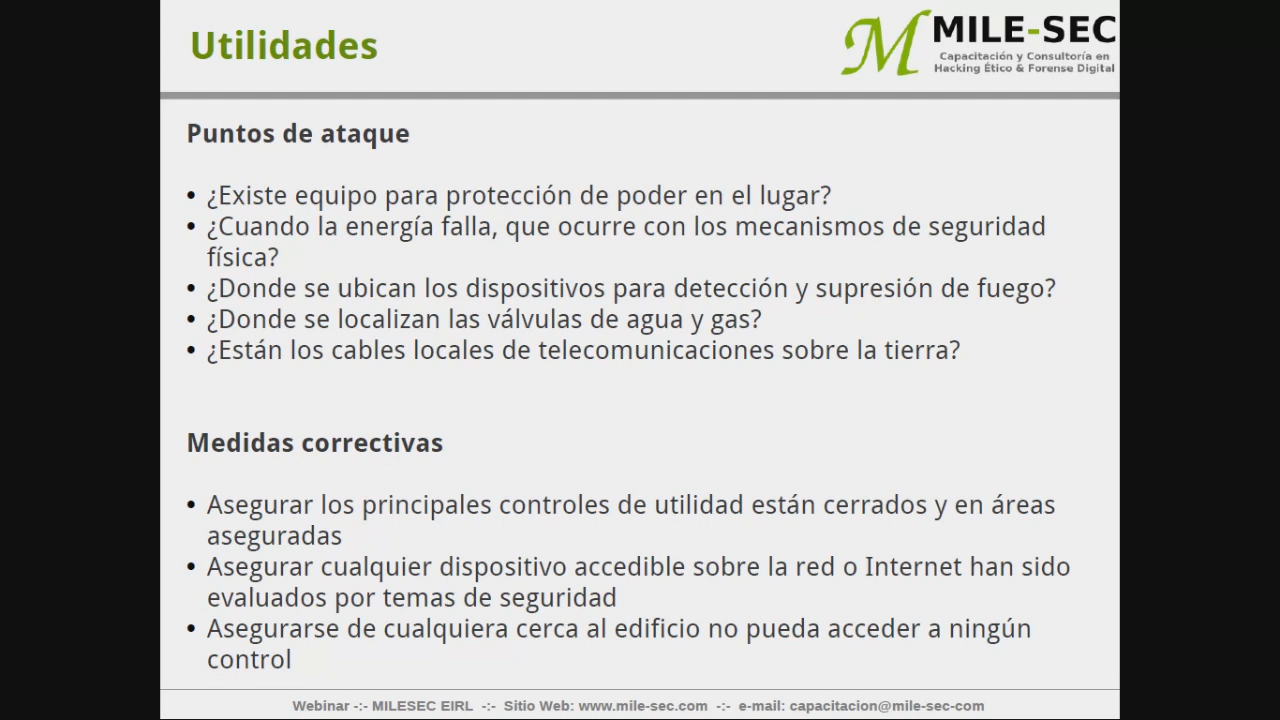 Utilidades
M MILE-SEC
Capacitación y Consultoría en
Hacking Ético & Forense Digital
Puntos de ataque
• ¿Existe equipo para protección de poder en el lugar?
• ¿Cuando la energía falla, que ocurre con los mecanismos de seguridad
física?
• ¿Donde se ubican los dispositivos para detección y supresión de fuego?
• ¿Donde se localizan las válvulas de agua y gas?
• ¿Están los cables locales de telecomunicaciones sobre la tierra?
Medidas correctivas
• Asegurar los principales controles de utilidad están cerrados y en áreas
aseguradas
• Asegurar cualquier dispositivo accedible sobre la red o Internet han sido
evaluados por temas de seguridad
• Asegurarse de cualquiera cerca al edificio no pueda acceder a ningún
control
Webinar -:- MILESEC EIRL -:- Sitio Web: www.mile-sec.com -:- e-mail: capacitacion@mile-sec-com